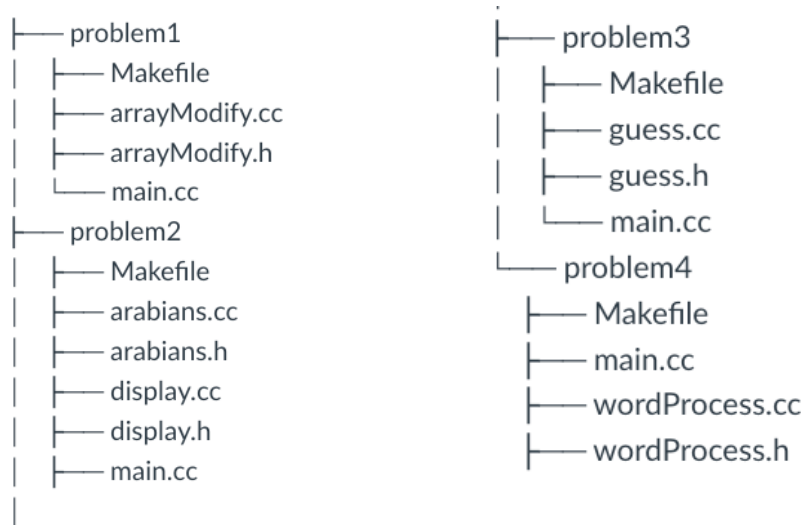 problem1
Makefile
arrayModify.cc
arrayModify.h
main.cc
problem2
Makefile
arabians.cc
arabians.h
display.cc
display.h
main.cc
problem3
Makefile
guess.cc
guess.h
main.cc
problem4
Makefile
main.cc
wordProcess.cc
wordProcess.h